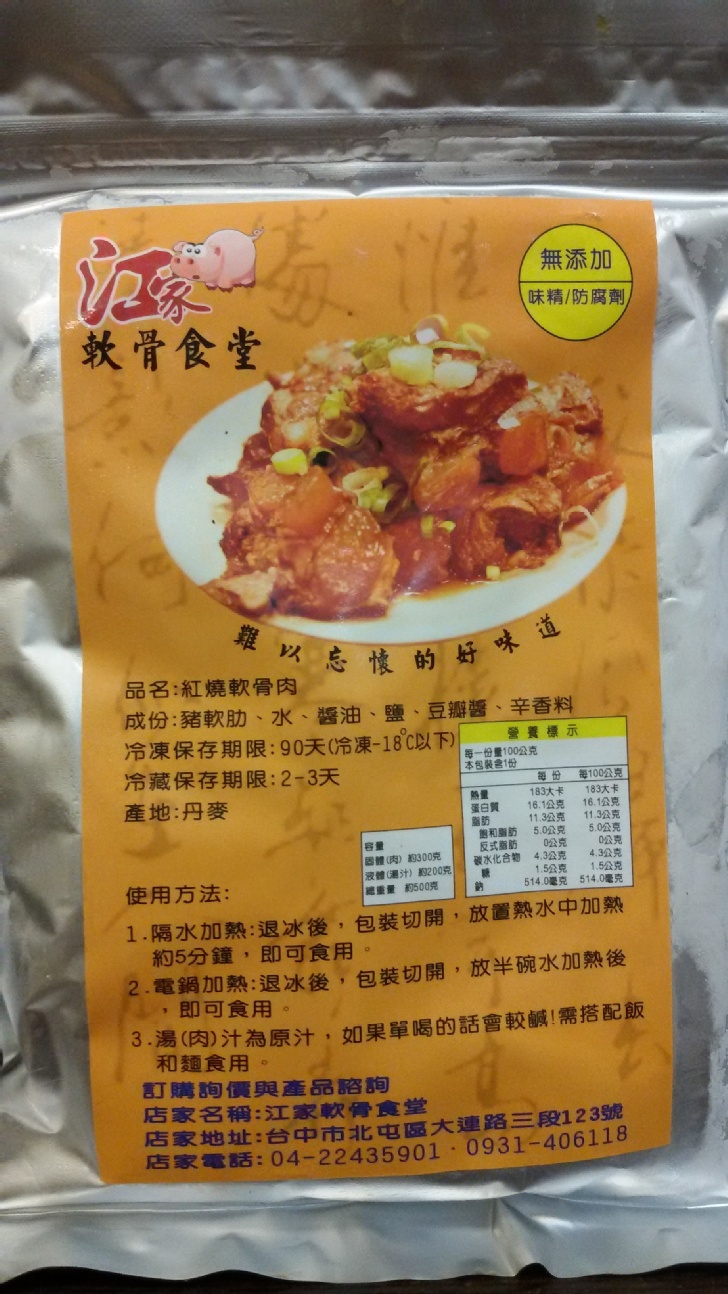 江家
軟骨食堂
無添加
味精/防腐劑
難以忘懷的好味道
品名:紅燒軟骨肉
成份:豬軟肋、水、醬油、鹽、豆瓣醬、辛香料
冷凍保存期限:90天(冷凍-18℃以下)
冷藏保存期限:2-3天
產地:丹麥
營養標示
每一份量100公克
本包裝含1份
每份 每100公克
熱量 183大卡 183大卡
蛋白質 16.1公克 16.1公克
脂肪 11.3公克 11.3公克
飽和脂肪 5.0公克 5.0公克
反式脂肪 0公克 0公克
碳水化合物 4.3公克 4.3公克
糖 1.5公克 1.5公克
鈉 514.0毫克 514.0毫克
容量
固體(肉) 約300克
液體(湯汁) 約200克
總重量 約500克
使用方法:
1.隔水加熱:退冰後,包裝切開,放置熱水中加熱
約5分鐘,即可食用。
2.電鍋加熱:退冰後,包裝切開,放半碗水加熱後
,即可食用。
3.湯(肉)汁為原汁,如果單喝的話會較鹹!需搭配飯
和麵食用。
訂購詢價與產品諮詢
店家名稱:江家軟骨食堂
店家地址:台中市北屯區大連路三段123號
店家電話:04-22435901·0931-406118